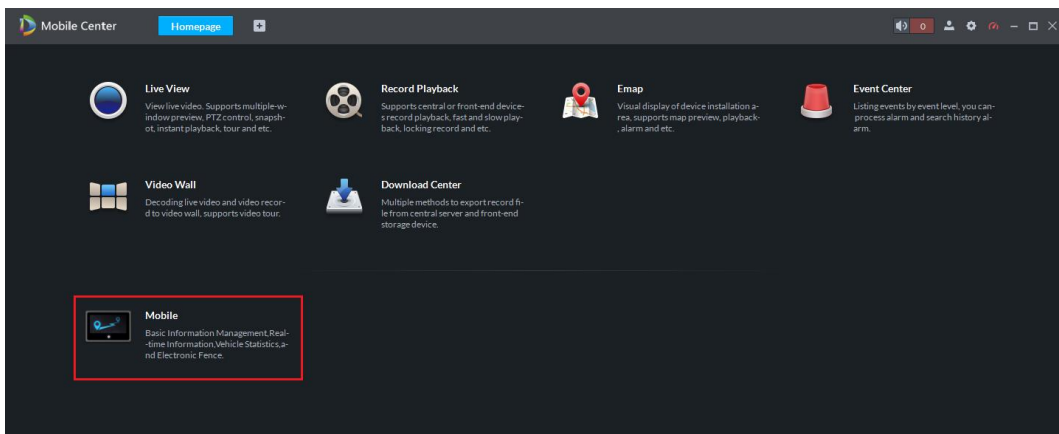 Mobile Center
Homepage
0
Live View
View live video. Supports multiple-w-
indow preview, PTZ control, snapsh-
ot, instant playback, tour and etc.
Record Playback
Supports central or front-end device-
s record playback, fast and slow play-
back, locking record and etc.
Emap
Visual display of device installation a-
rea, supports map preview, playback-
, alarm and etc.
Event Center
Listing events by event level, you can-
process alarm and search history al-
arm.
Video Wall
Decoding live video and video recor-
d to video wall, supports video tour.
Download Center
Multiple methods to export record fi-
le from central server and front-end
storage device.
Mobile
Basic Information Management,Real-
-time Information,Vehicle Statistics,a-
nd Electronic Fence.